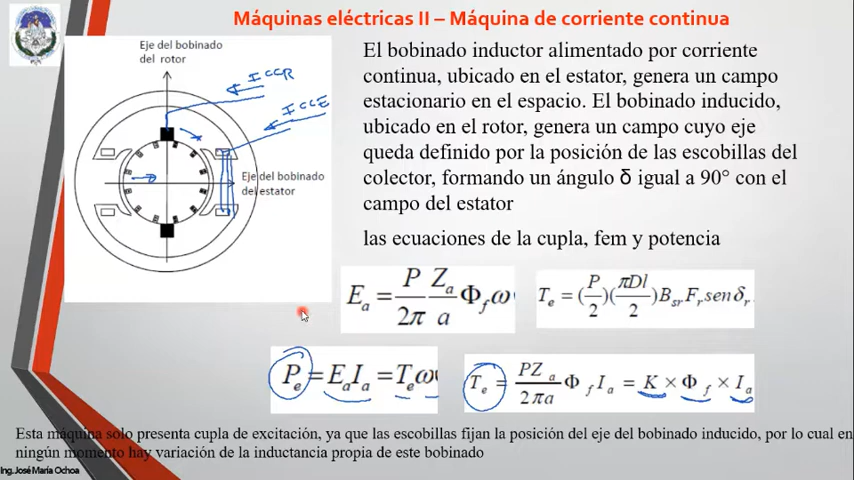 Máquinas eléctricas II – Máquina de corriente continua
Eje del bobinado
del rotor
ICCR
ICCE
Eje del bobinado
del estator
El bobinado inductor alimentado por corriente
continua, ubicado en el estator, genera un campo
estacionario en el espacio. El bobinado inducido,
ubicado en el rotor, genera un campo cuyo eje
queda definido por la posición de las escobillas del
colector, formando un ángulo δ igual a 90° con el
campo del estator
las ecuaciones de la cupla, fem y potencia
E_a = P/2π Z_a/a Φ_f ω
T_e = (P/2)(πDl/2)B_sr F_r sen δ_r
P_e = E_a I_a = T_e ω
T_e = PZ_a/2πa Φ_f I_a = K × Φ_f × I_a
Esta máquina solo presenta cupla de excitación, ya que las escobillas fijan la posición del eje del bobinado inducido, por lo cual en
ningún momento hay variación de la inductancia propia de este bobinado
Ing. José María Ochoa